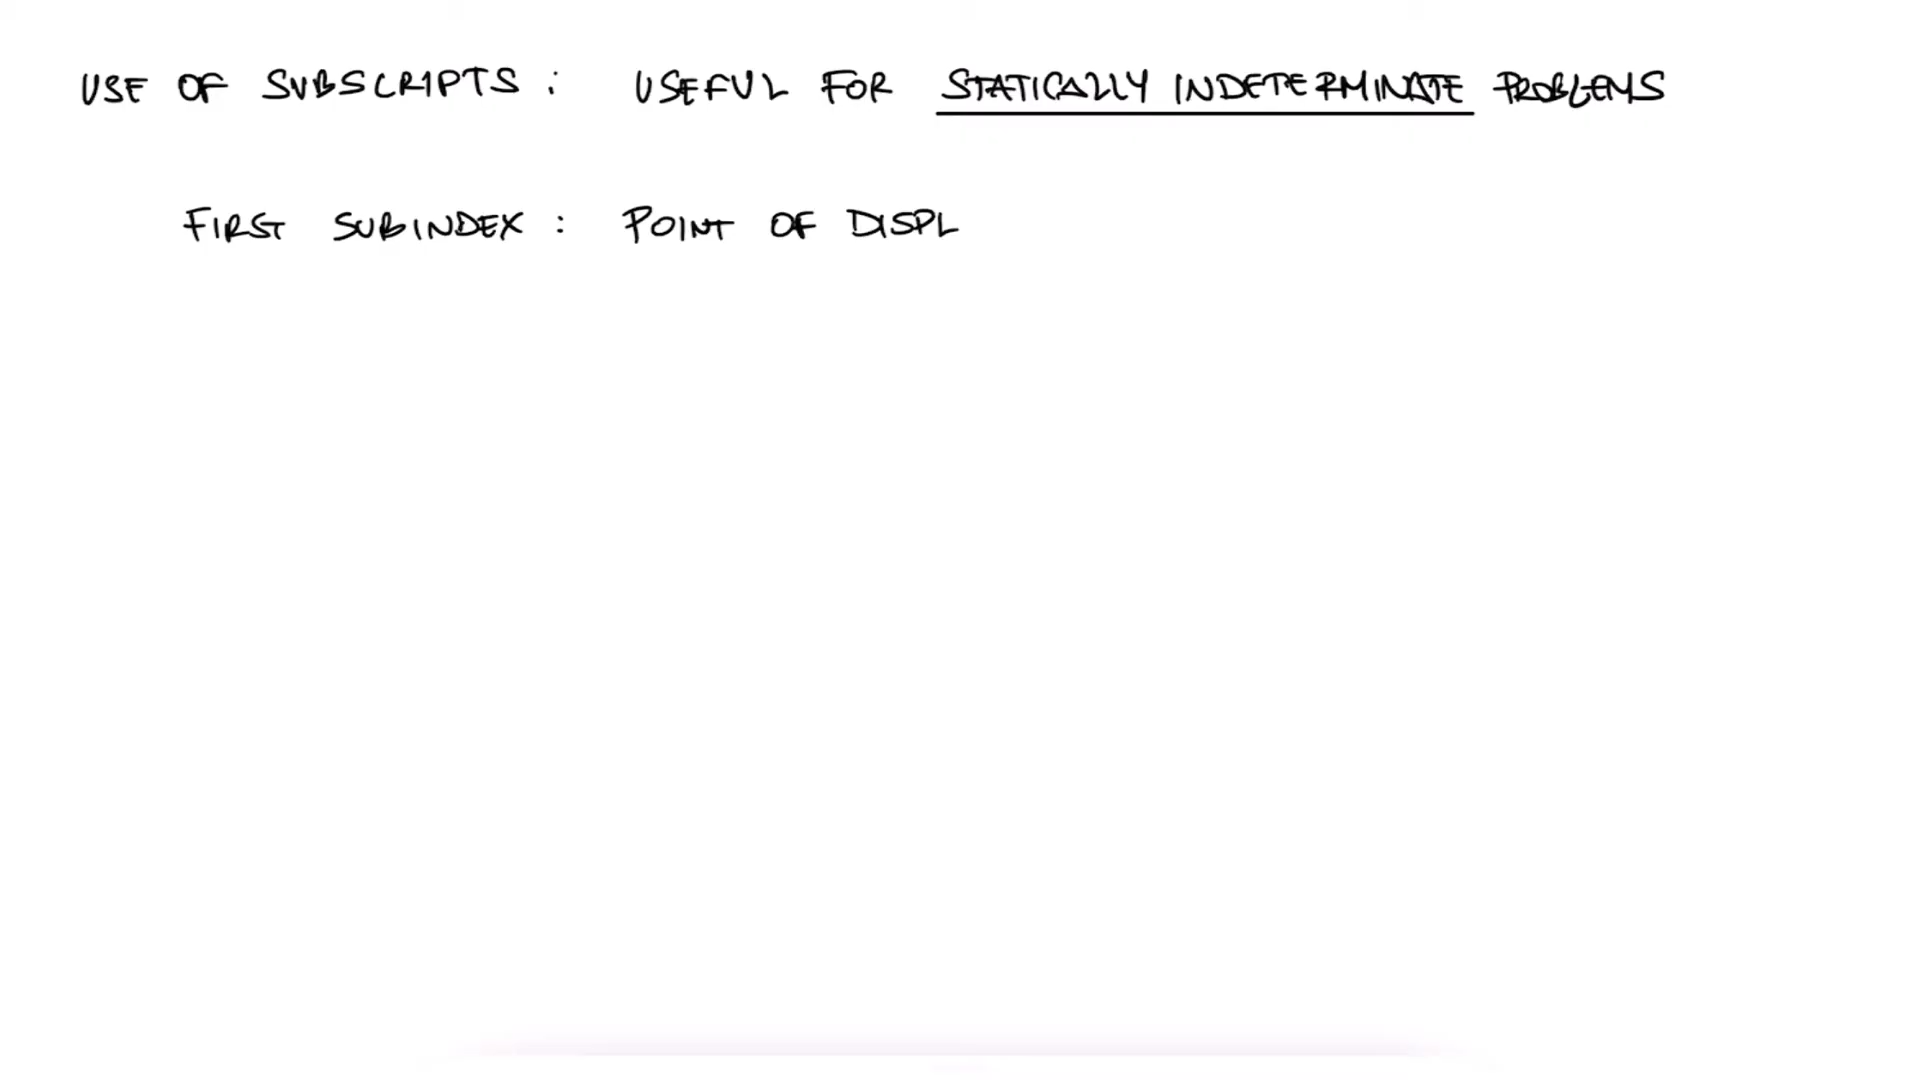 USE OF SUBSCRIPTS : USEFUL FOR STATICALLY INDETERMINATE PROBLEMS
FIRST SUBINDEX : POINT OF DISPL